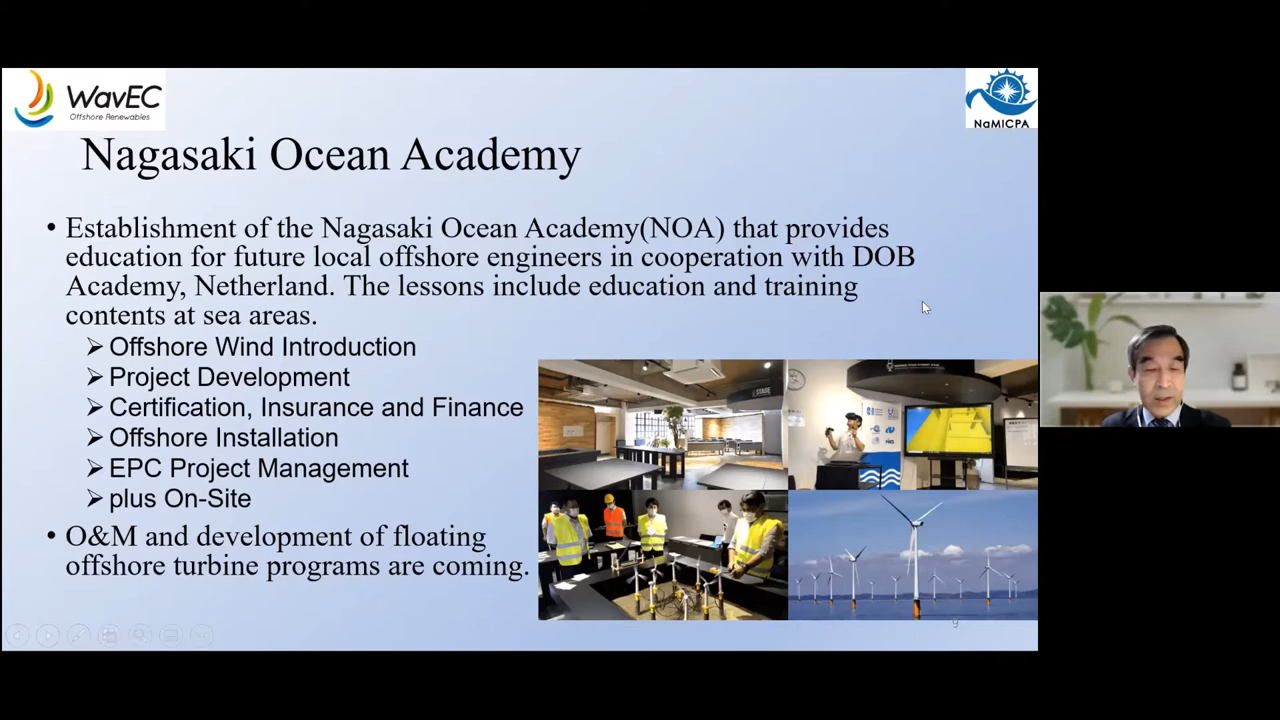 WavEC
Offshore Renewables
NaMICPA
Nagasaki Ocean Academy
• Establishment of the Nagasaki Ocean Academy(NOA) that provides
education for future local offshore engineers in cooperation with DOB
Academy, Netherland. The lessons include education and training
contents at sea areas.
➢ Offshore Wind Introduction
➢ Project Development
➢ Certification, Insurance and Finance
➢ Offshore Installation
➢ EPC Project Management
➢ plus On-Site
• O&M and development of floating
offshore turbine programs are coming.
STAGE
9